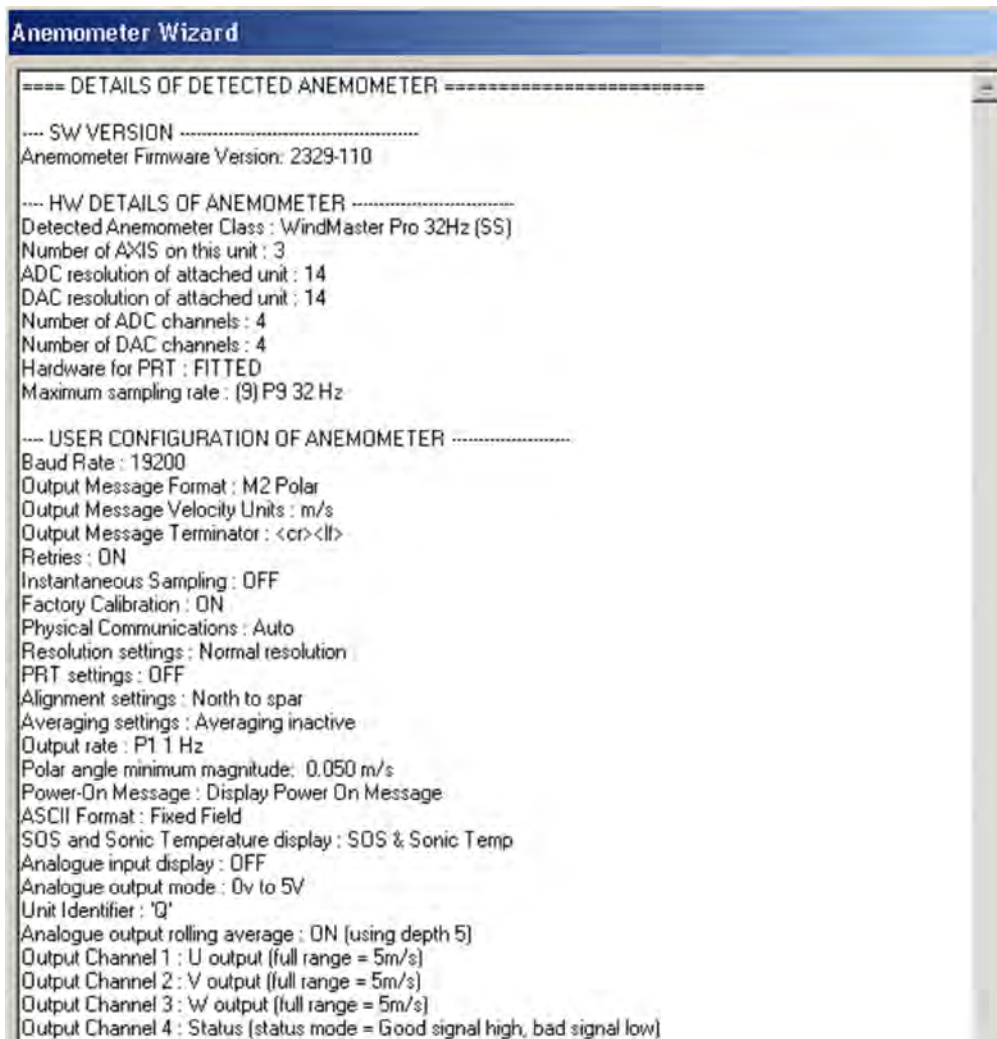 Anemometer Wizard
==== DETAILS OF DETECTED ANEMOMETER ========================
---- SW VERSION --------------------------------------------
Anemometer Firmware Version: 2329-110
---- HW DETAILS OF ANEMOMETER ------------------------------
Detected Anemometer Class : WindMaster Pro 32Hz (SS)
Number of AXIS on this unit : 3
ADC resolution of attached unit : 14
DAC resolution of attached unit : 14
Number of ADC channels : 4
Number of DAC channels : 4
Hardware for PRT : FITTED
Maximum sampling rate : (9) P9 32 Hz
---- USER CONFIGURATION OF ANEMOMETER ----------------------
Baud Rate : 19200
Output Message Format : M2 Polar
Output Message Velocity Units : m/s
Output Message Terminator : <cr><lf>
Retries : ON
Instantaneous Sampling : OFF
Factory Calibration : ON
Physical Communications : Auto
Resolution settings : Normal resolution
PRT settings : OFF
Alignment settings : North to spar
Averaging settings : Averaging inactive
Output rate : P1 1 Hz
Polar angle minimum magnitude: 0.050 m/s
Power-On Message : Display Power On Message
ASCII Format : Fixed Field
SOS and Sonic Temperature display : SOS & Sonic Temp
Analogue input display : OFF
Analogue output mode : 0v to 5V
Unit Identifier : 'Q'
Analogue output rolling average : ON (using depth 5)
Output Channel 1 : U output (full range = 5m/s)
Output Channel 2 : V output (full range = 5m/s)
Output Channel 3 : W output (full range = 5m/s)
Output Channel 4 : Status (status mode = Good signal high, bad signal low)